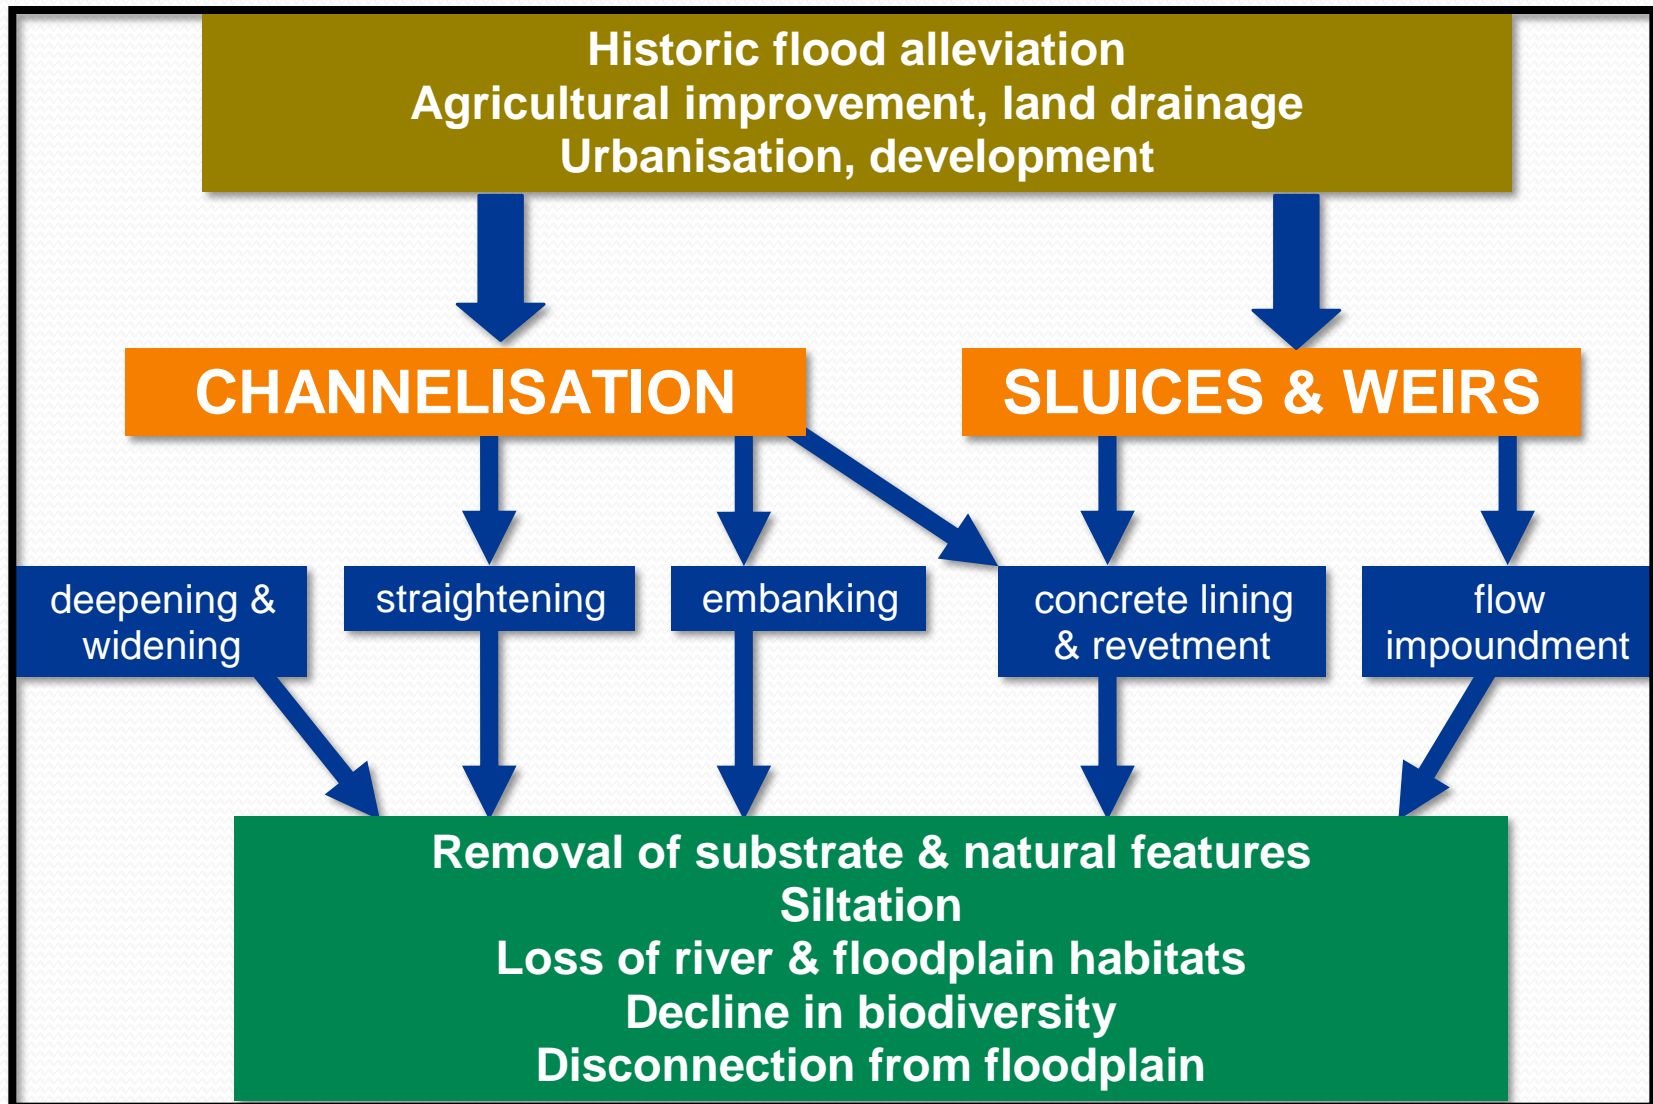 Historic flood alleviation
Agricultural improvement, land drainage
Urbanisation, development
CHANNELISATION
SLUICES & WEIRS
deepening &
widening
straightening
embanking
concrete lining
& revetment
flow
impoundment
Removal of substrate & natural features
Siltation
Loss of river & floodplain habitats
Decline in biodiversity
Disconnection from floodplain